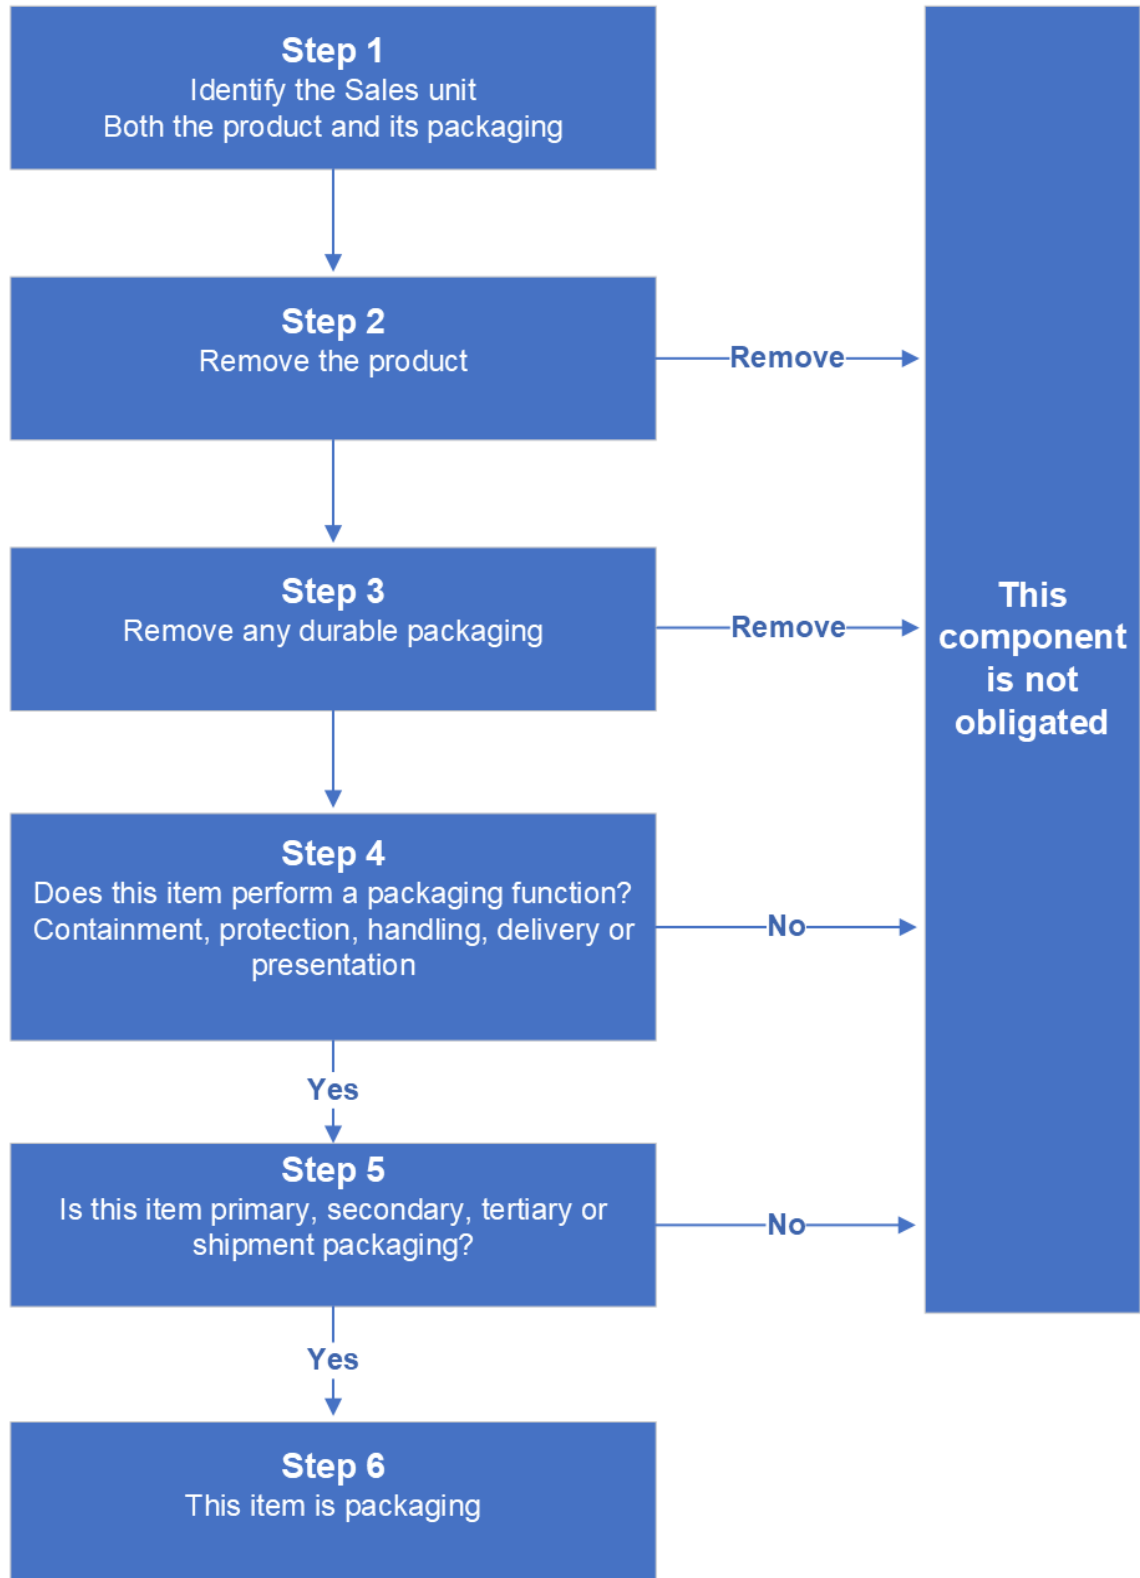 Step 1
Identify the Sales unit
Both the product and its packaging
Step 2
Remove the product
Remove
Step 3
Remove any durable packaging
Remove
This
component
is not
obligated
Step 4
Does this item perform a packaging function?
Containment, protection, handling, delivery or
presentation
No
Yes
Step 5
Is this item primary, secondary, tertiary or
shipment packaging?
No
Yes
Step 6
This item is packaging